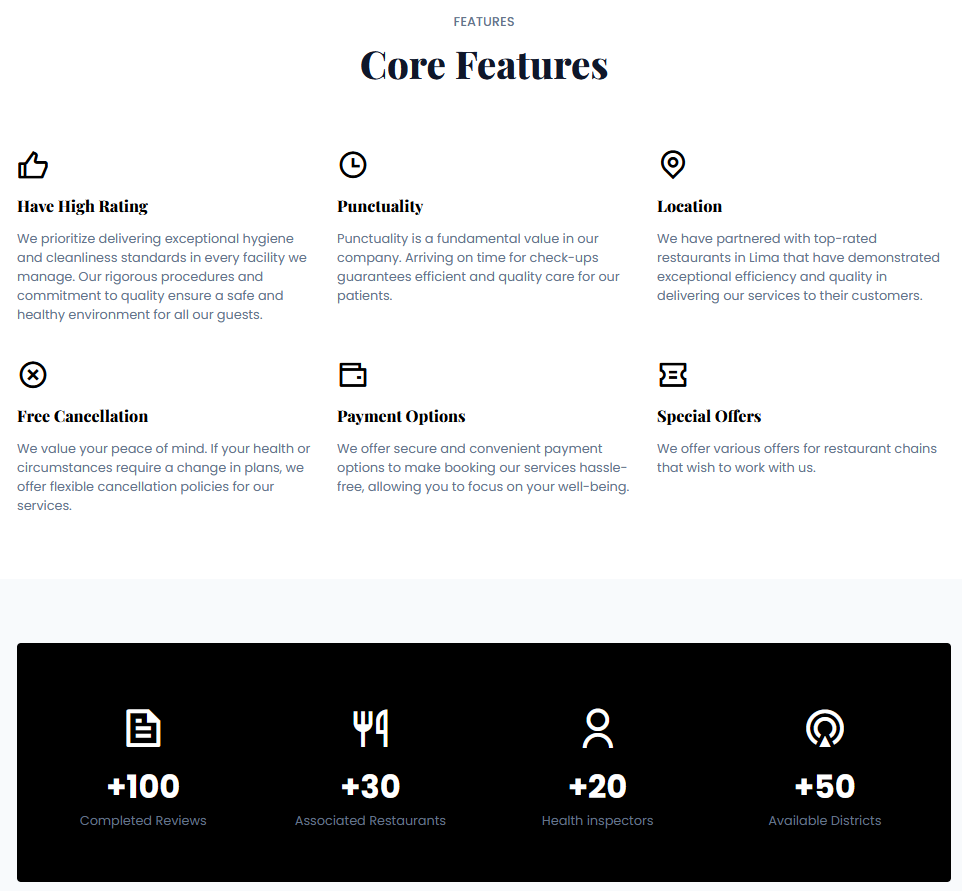 FEATURES
Core Features
Have High Rating
We prioritize delivering exceptional hygiene
and cleanliness standards in every facility we
manage. Our rigorous procedures and
commitment to quality ensure a safe and
healthy environment for all our guests.
Punctuality
Punctuality is a fundamental value in our
company. Arriving on time for check-ups
guarantees efficient and quality care for our
patients.
Location
We have partnered with top-rated
restaurants in Lima that have demonstrated
exceptional efficiency and quality in
delivering our services to their customers.
Free Cancellation
We value your peace of mind. If your health or
circumstances require a change in plans, we
offer flexible cancellation policies for our
services.
Payment Options
We offer secure and convenient payment
options to make booking our services hassle-
free, allowing you to focus on your well-being.
Special Offers
We offer various offers for restaurant chains
that wish to work with us.
+100
Completed Reviews
+30
Associated Restaurants
+20
Health inspectors
+50
Available Districts